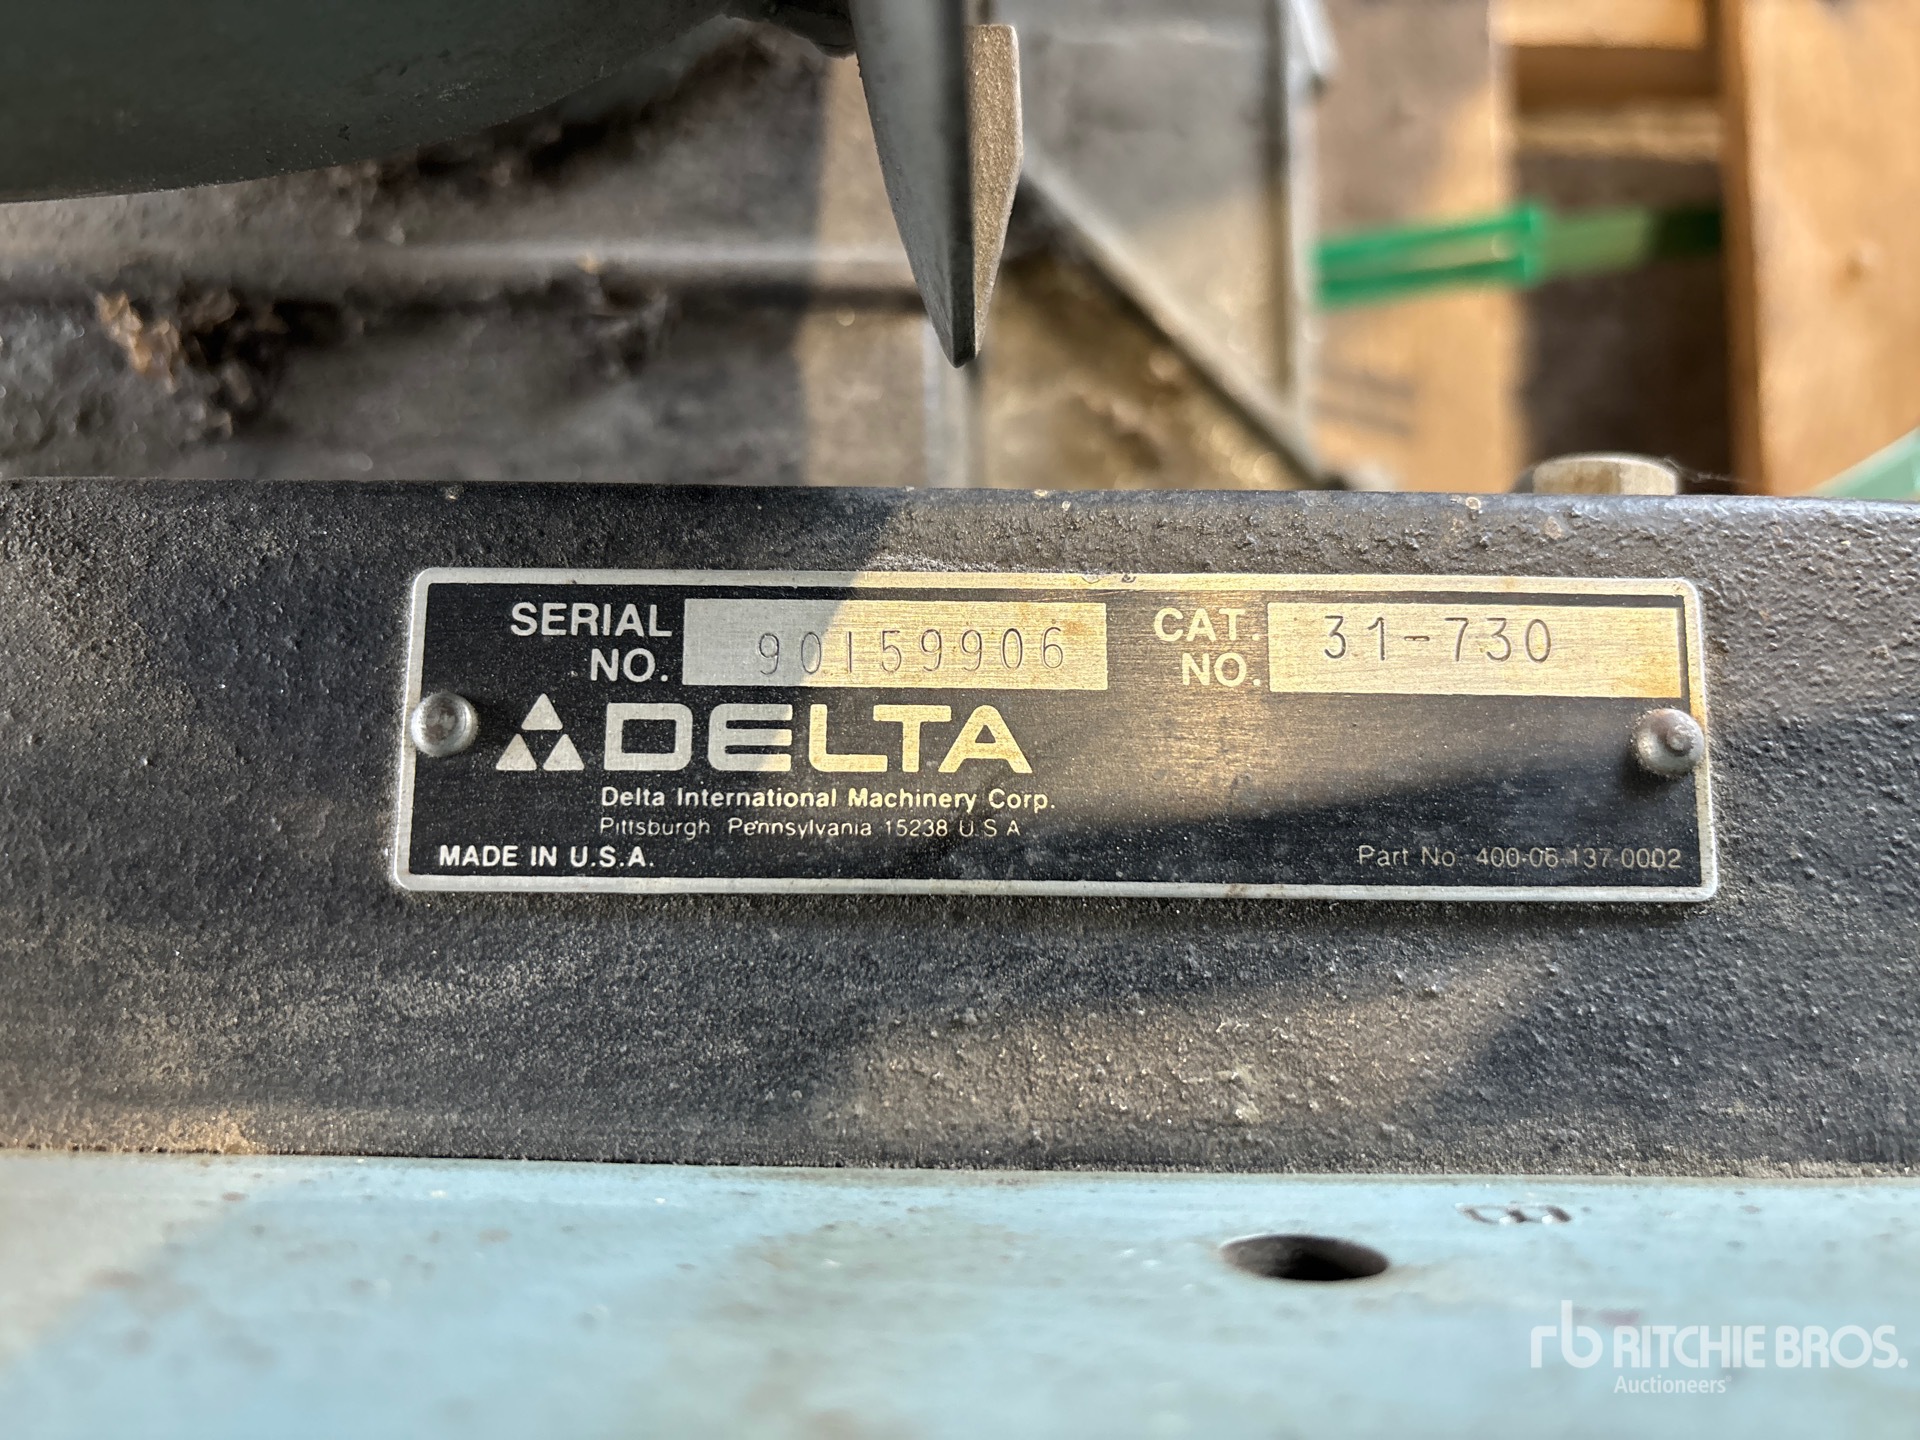 SERIAL NO. 90159906
CAT. NO. 31-730
DELTA
Delta International Machinery Corp.
Pittsburgh Pennsylvania 15238 U S A
MADE IN U.S.A.
Part No. 400-06-137-0002
rb RITCHIE BROS.
Auctioneers